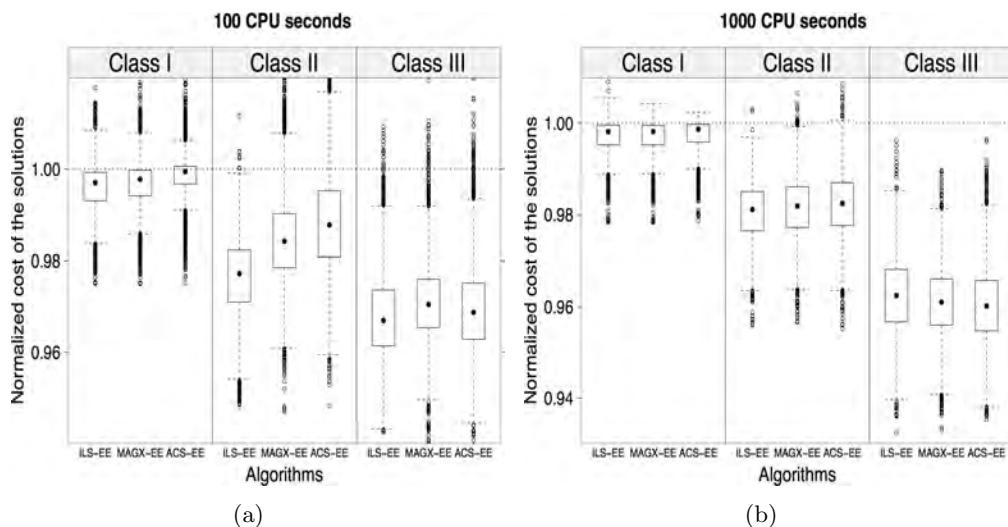 100 CPU seconds
Class I Class II Class III
Normalized cost of the solutions
1.00
0.98
0.96
ILS-EE MAGX-EE ACS-EE ILS-EE MAGX-EE ACS-EE ILS-EE MAGX-EE ACS-EE
Algorithms
(a)
1000 CPU seconds
Class I Class II Class III
Normalized cost of the solutions
1.00
0.98
0.96
0.94
ILS-EE MAGX-EE ACS-EE ILS-EE MAGX-EE ACS-EE ILS-EE MAGX-EE ACS-EE
Algorithms
(b)